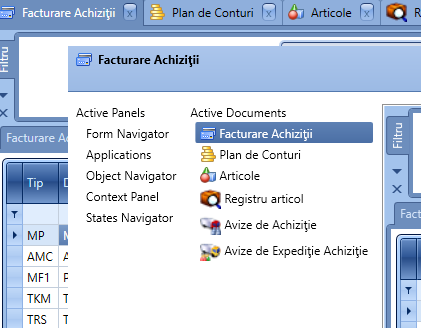 Facturare Achiziţii Plan de Conturi Articole R
Filtru
Facturare Achiziţii
Active Panels Active Documents
Form Navigator Facturare Achiziţii
Applications Plan de Conturi
Object Navigator Articole
Context Panel Registru articol
States Navigator Avize de Achiziţie
Avize de Expediţie Achiziţie
Filtru
Facturare Ach
Fact
Tip D
MP M
AMC A
MF1 P
TKM T
TRS T